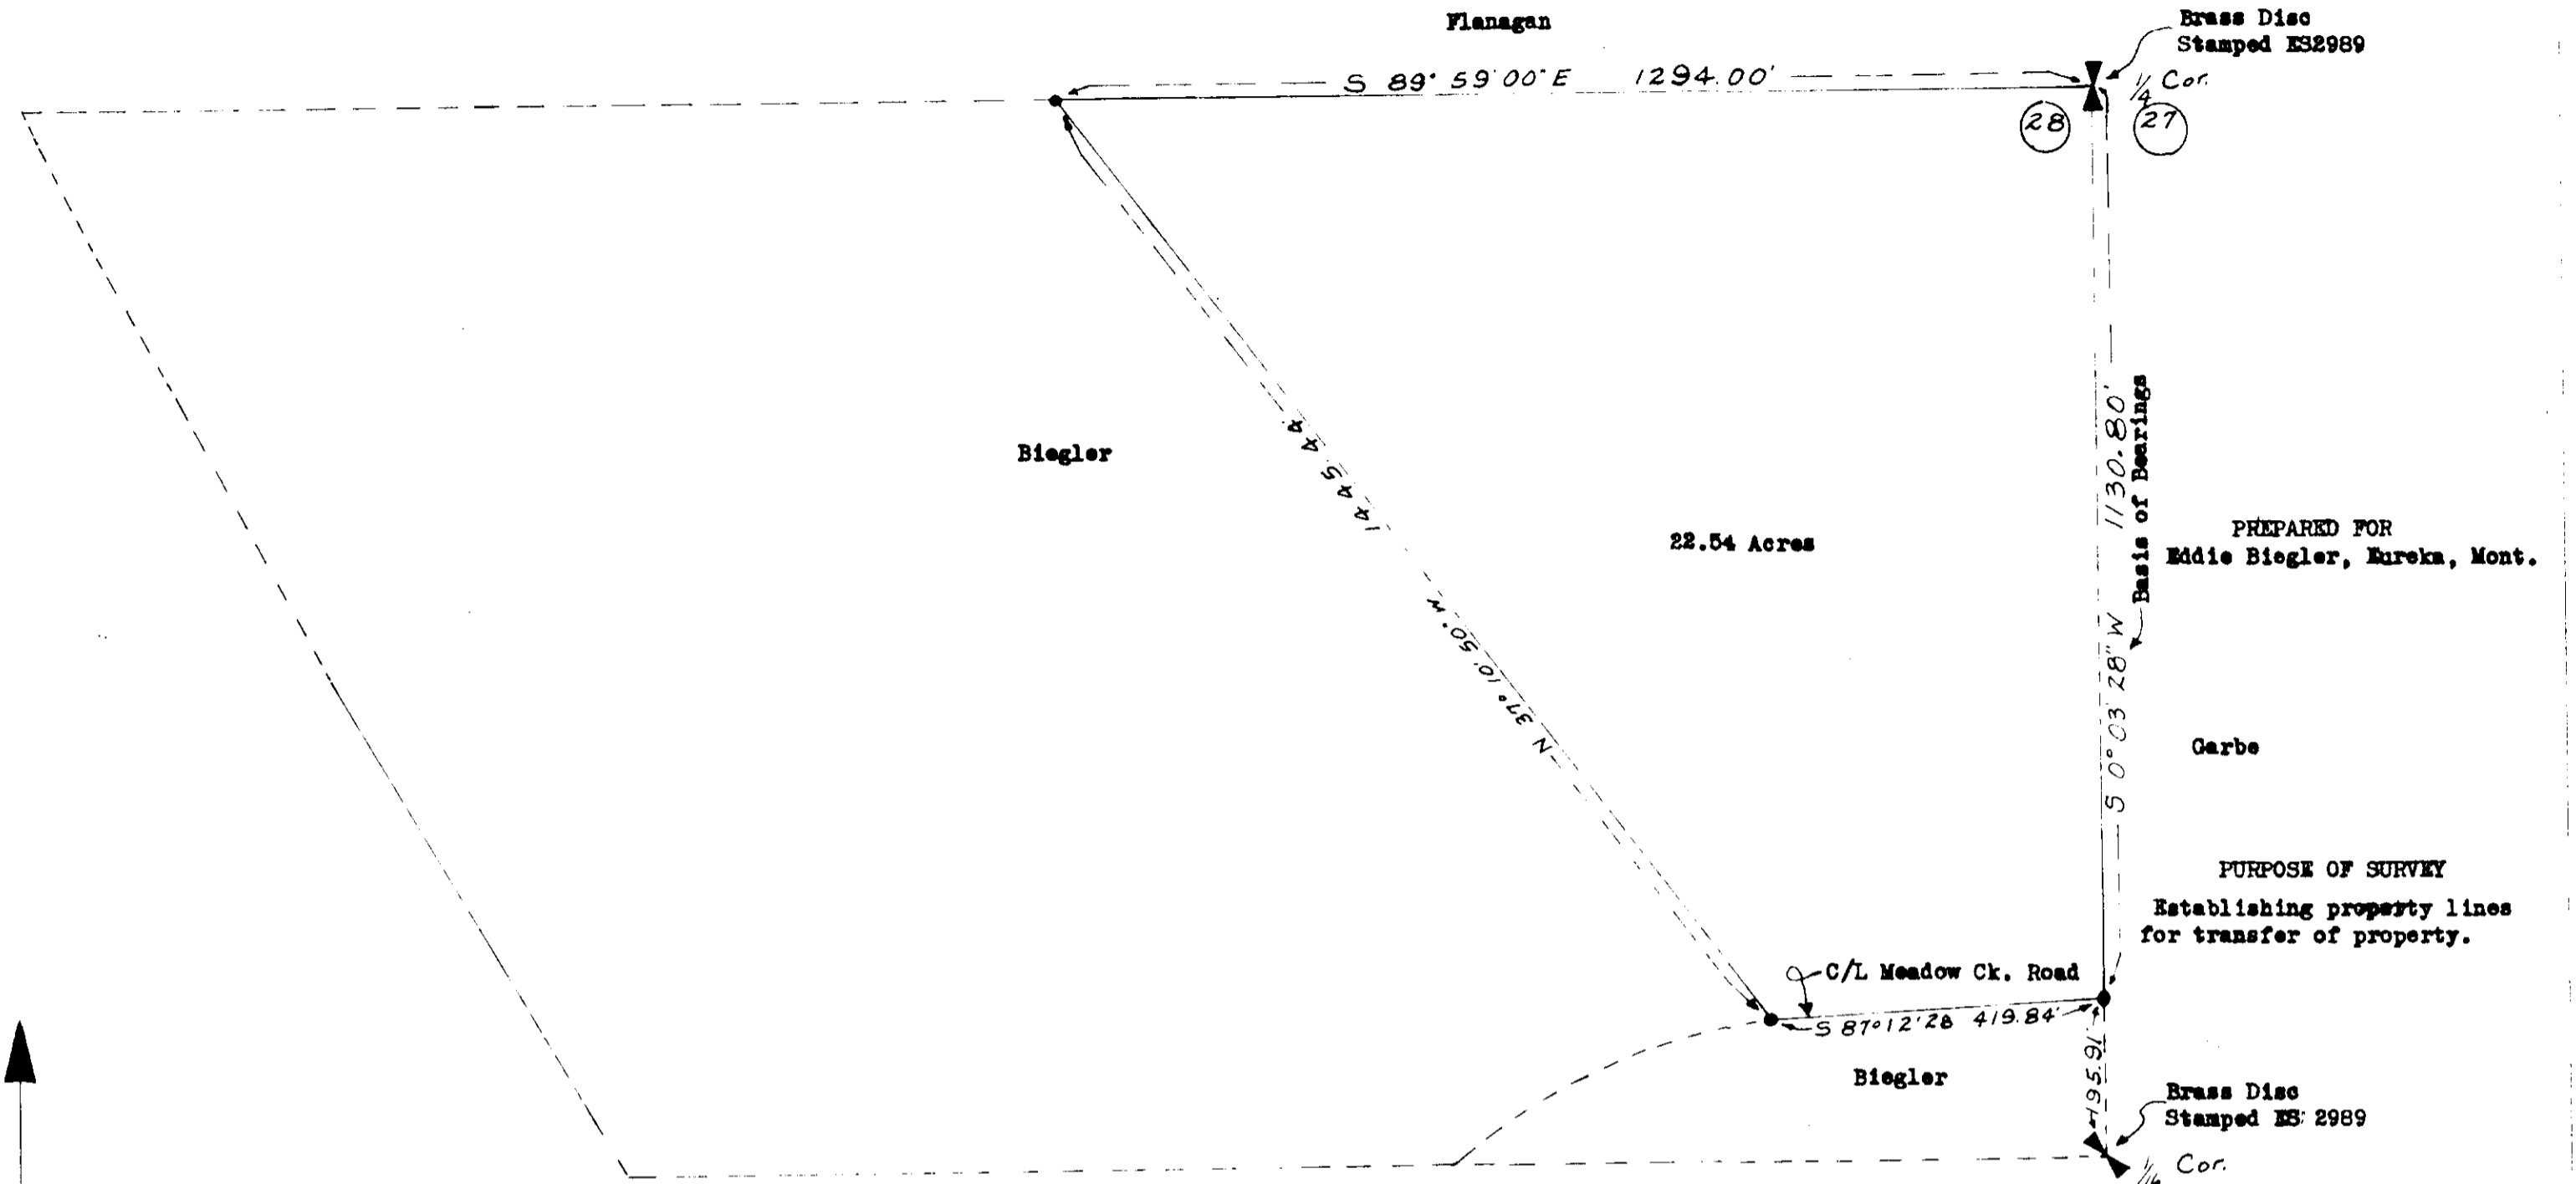 Flanagan
Brass Disc
Stamped ES2989
S 89° 59' 00" E 1294.00'
1/4 Cor.
28
27
Biegler
1445.44
N 37° 10' 50" W
22.54 Acres
S 0° 03' 28" W 1130.80'
Basis of Bearings
PREPARED FOR
Eddie Biegler, Eureka, Mont.
Garbe
PURPOSE OF SURVEY
Establishing property lines
for transfer of property.
C/L Meadow Ck. Road
S 87° 12' 28 419.84'
Biegler
195.91
Brass Disc
Stamped ES 2989
1/16 Cor.